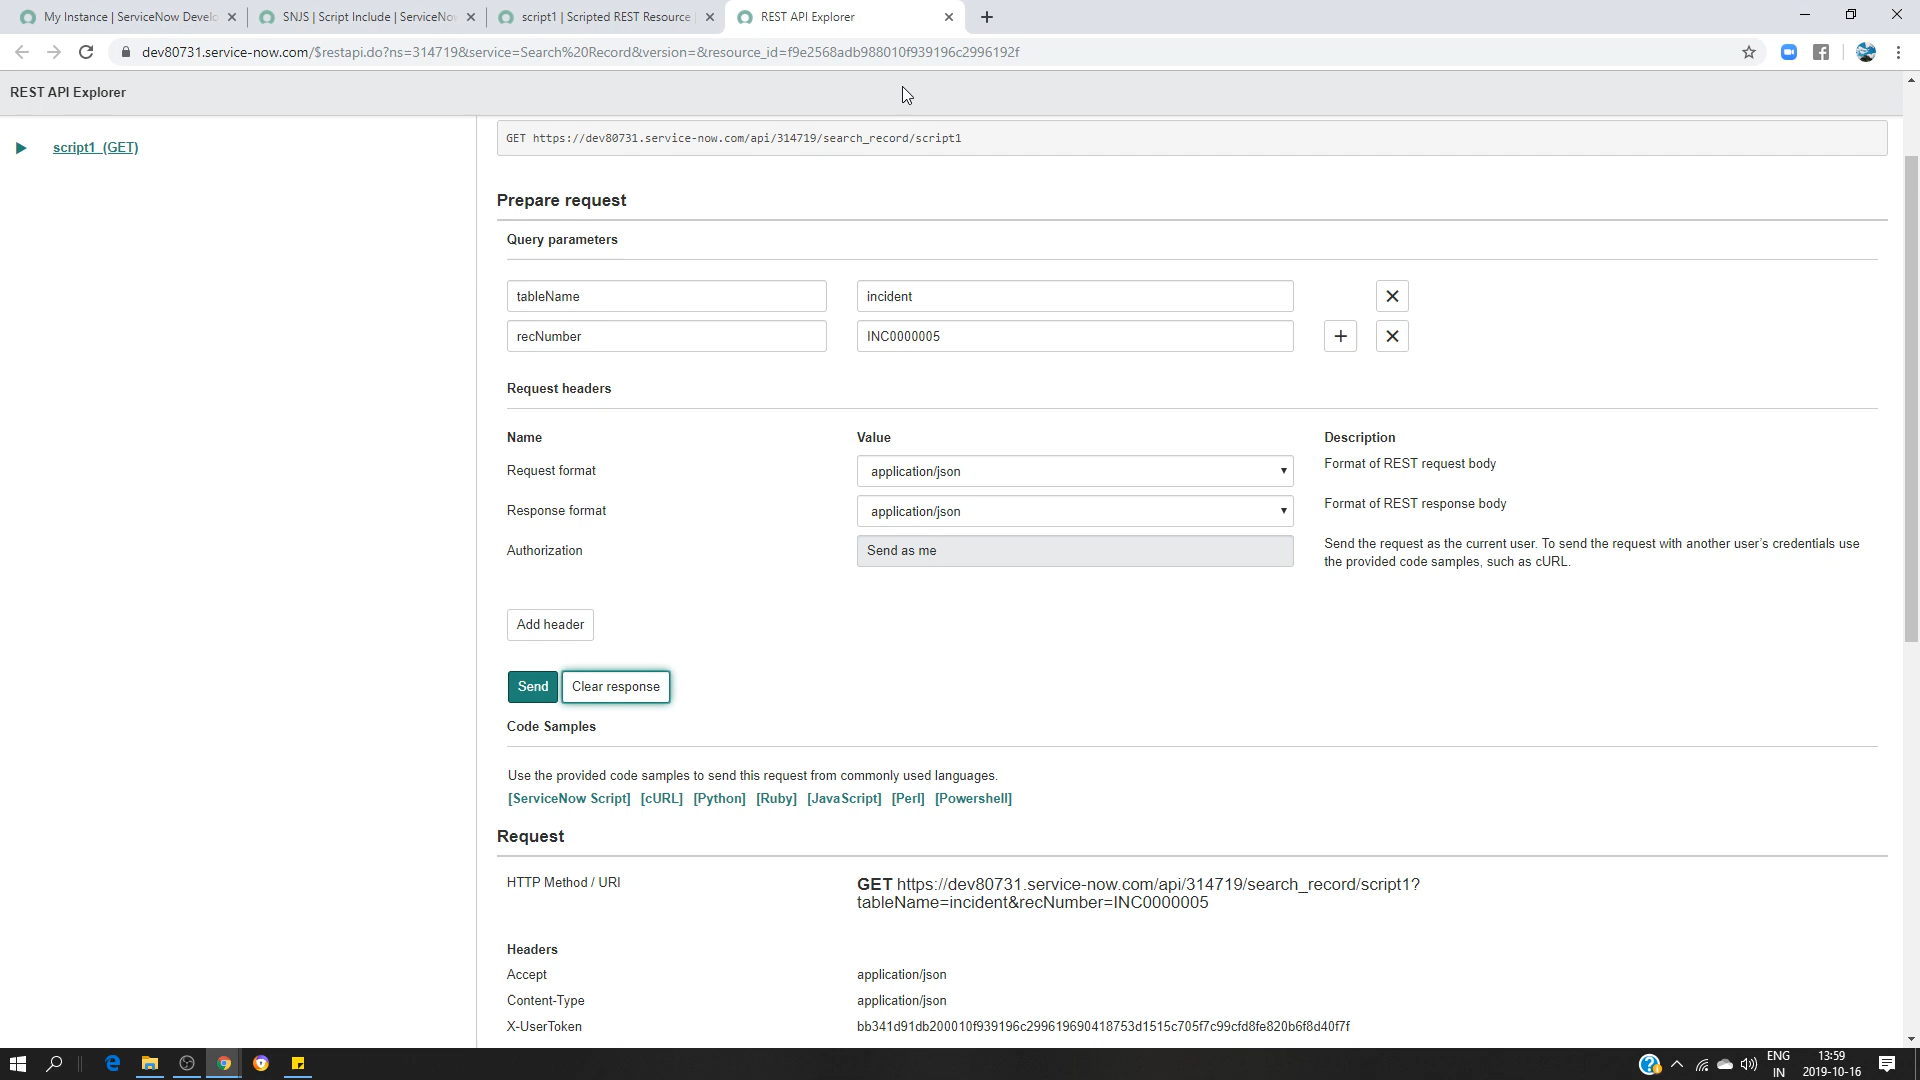 My Instance | ServiceNow Develo
SNJS | Script Include | ServiceNow
script1 | Scripted REST Resource
REST API Explorer
dev80731.service-now.com/$restapi.do?ns=314719&service=Search%20Record&version=&resource_id=f9e2568adb988010f939196c2996192f
REST API Explorer
script1 (GET)
GET https://dev80731.service-now.com/api/314719/search_record/script1
Prepare request
Query parameters
tableName incident
recNumber INC0000005
Request headers
Name Value Description
Request format application/json Format of REST request body
Response format application/json Format of REST response body
Authorization Send as me Send the request as the current user. To send the request with another user's credentials use
the provided code samples, such as cURL.
Add header
Send Clear response
Code Samples
Use the provided code samples to send this request from commonly used languages.
[ServiceNow Script] [cURL] [Python] [Ruby] [JavaScript] [Perl] [Powershell]
Request
HTTP Method / URI GET https://dev80731.service-now.com/api/314719/search_record/script1?
tableName=incident&recNumber=INC0000005
Headers
Accept application/json
Content-Type application/json
X-UserToken bb341d91db200010f939196c299619690418753d1515c705f7c99cfd8fe820b6f8d40f7f
ENG 13:59
IN 2019-10-16